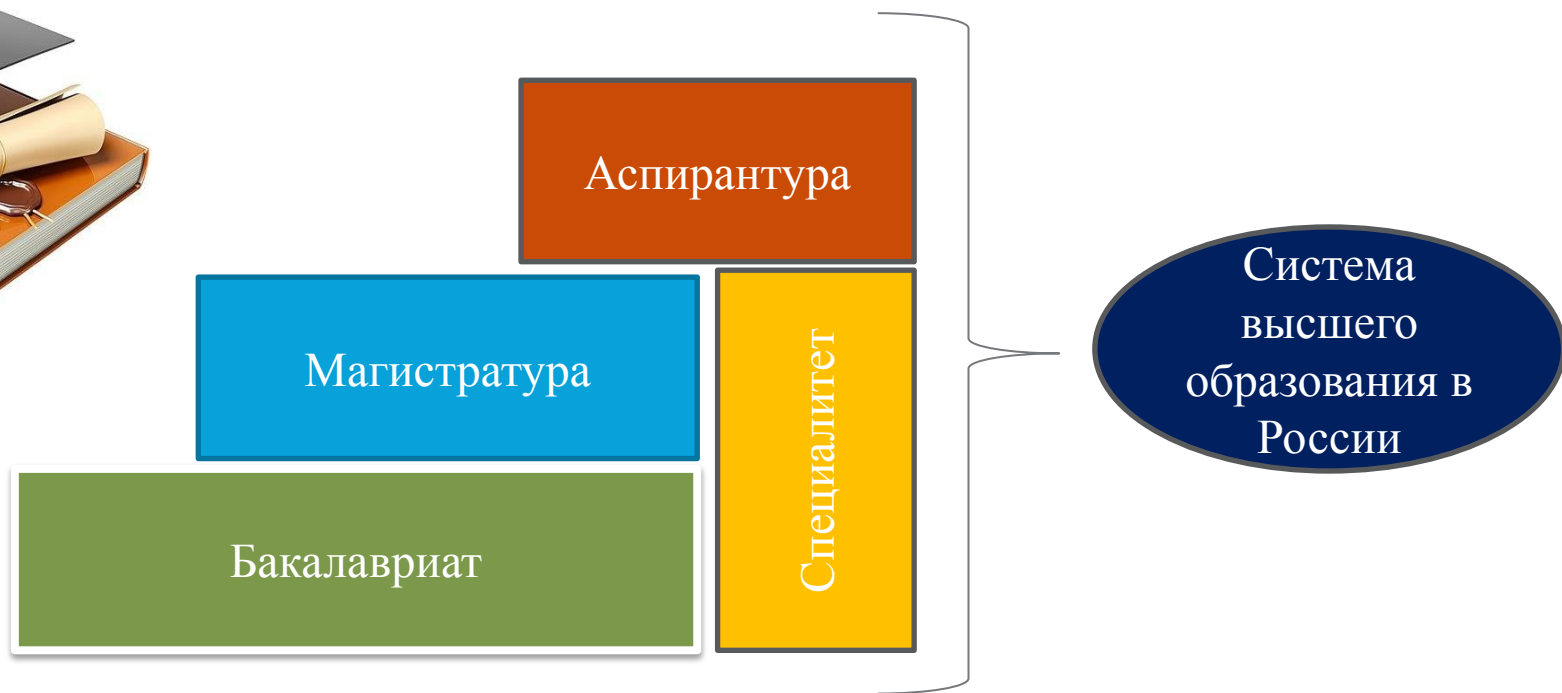 Аспирантура
Магистратура
Специалитет
Бакалавриат
Система
высшего
образования в
России